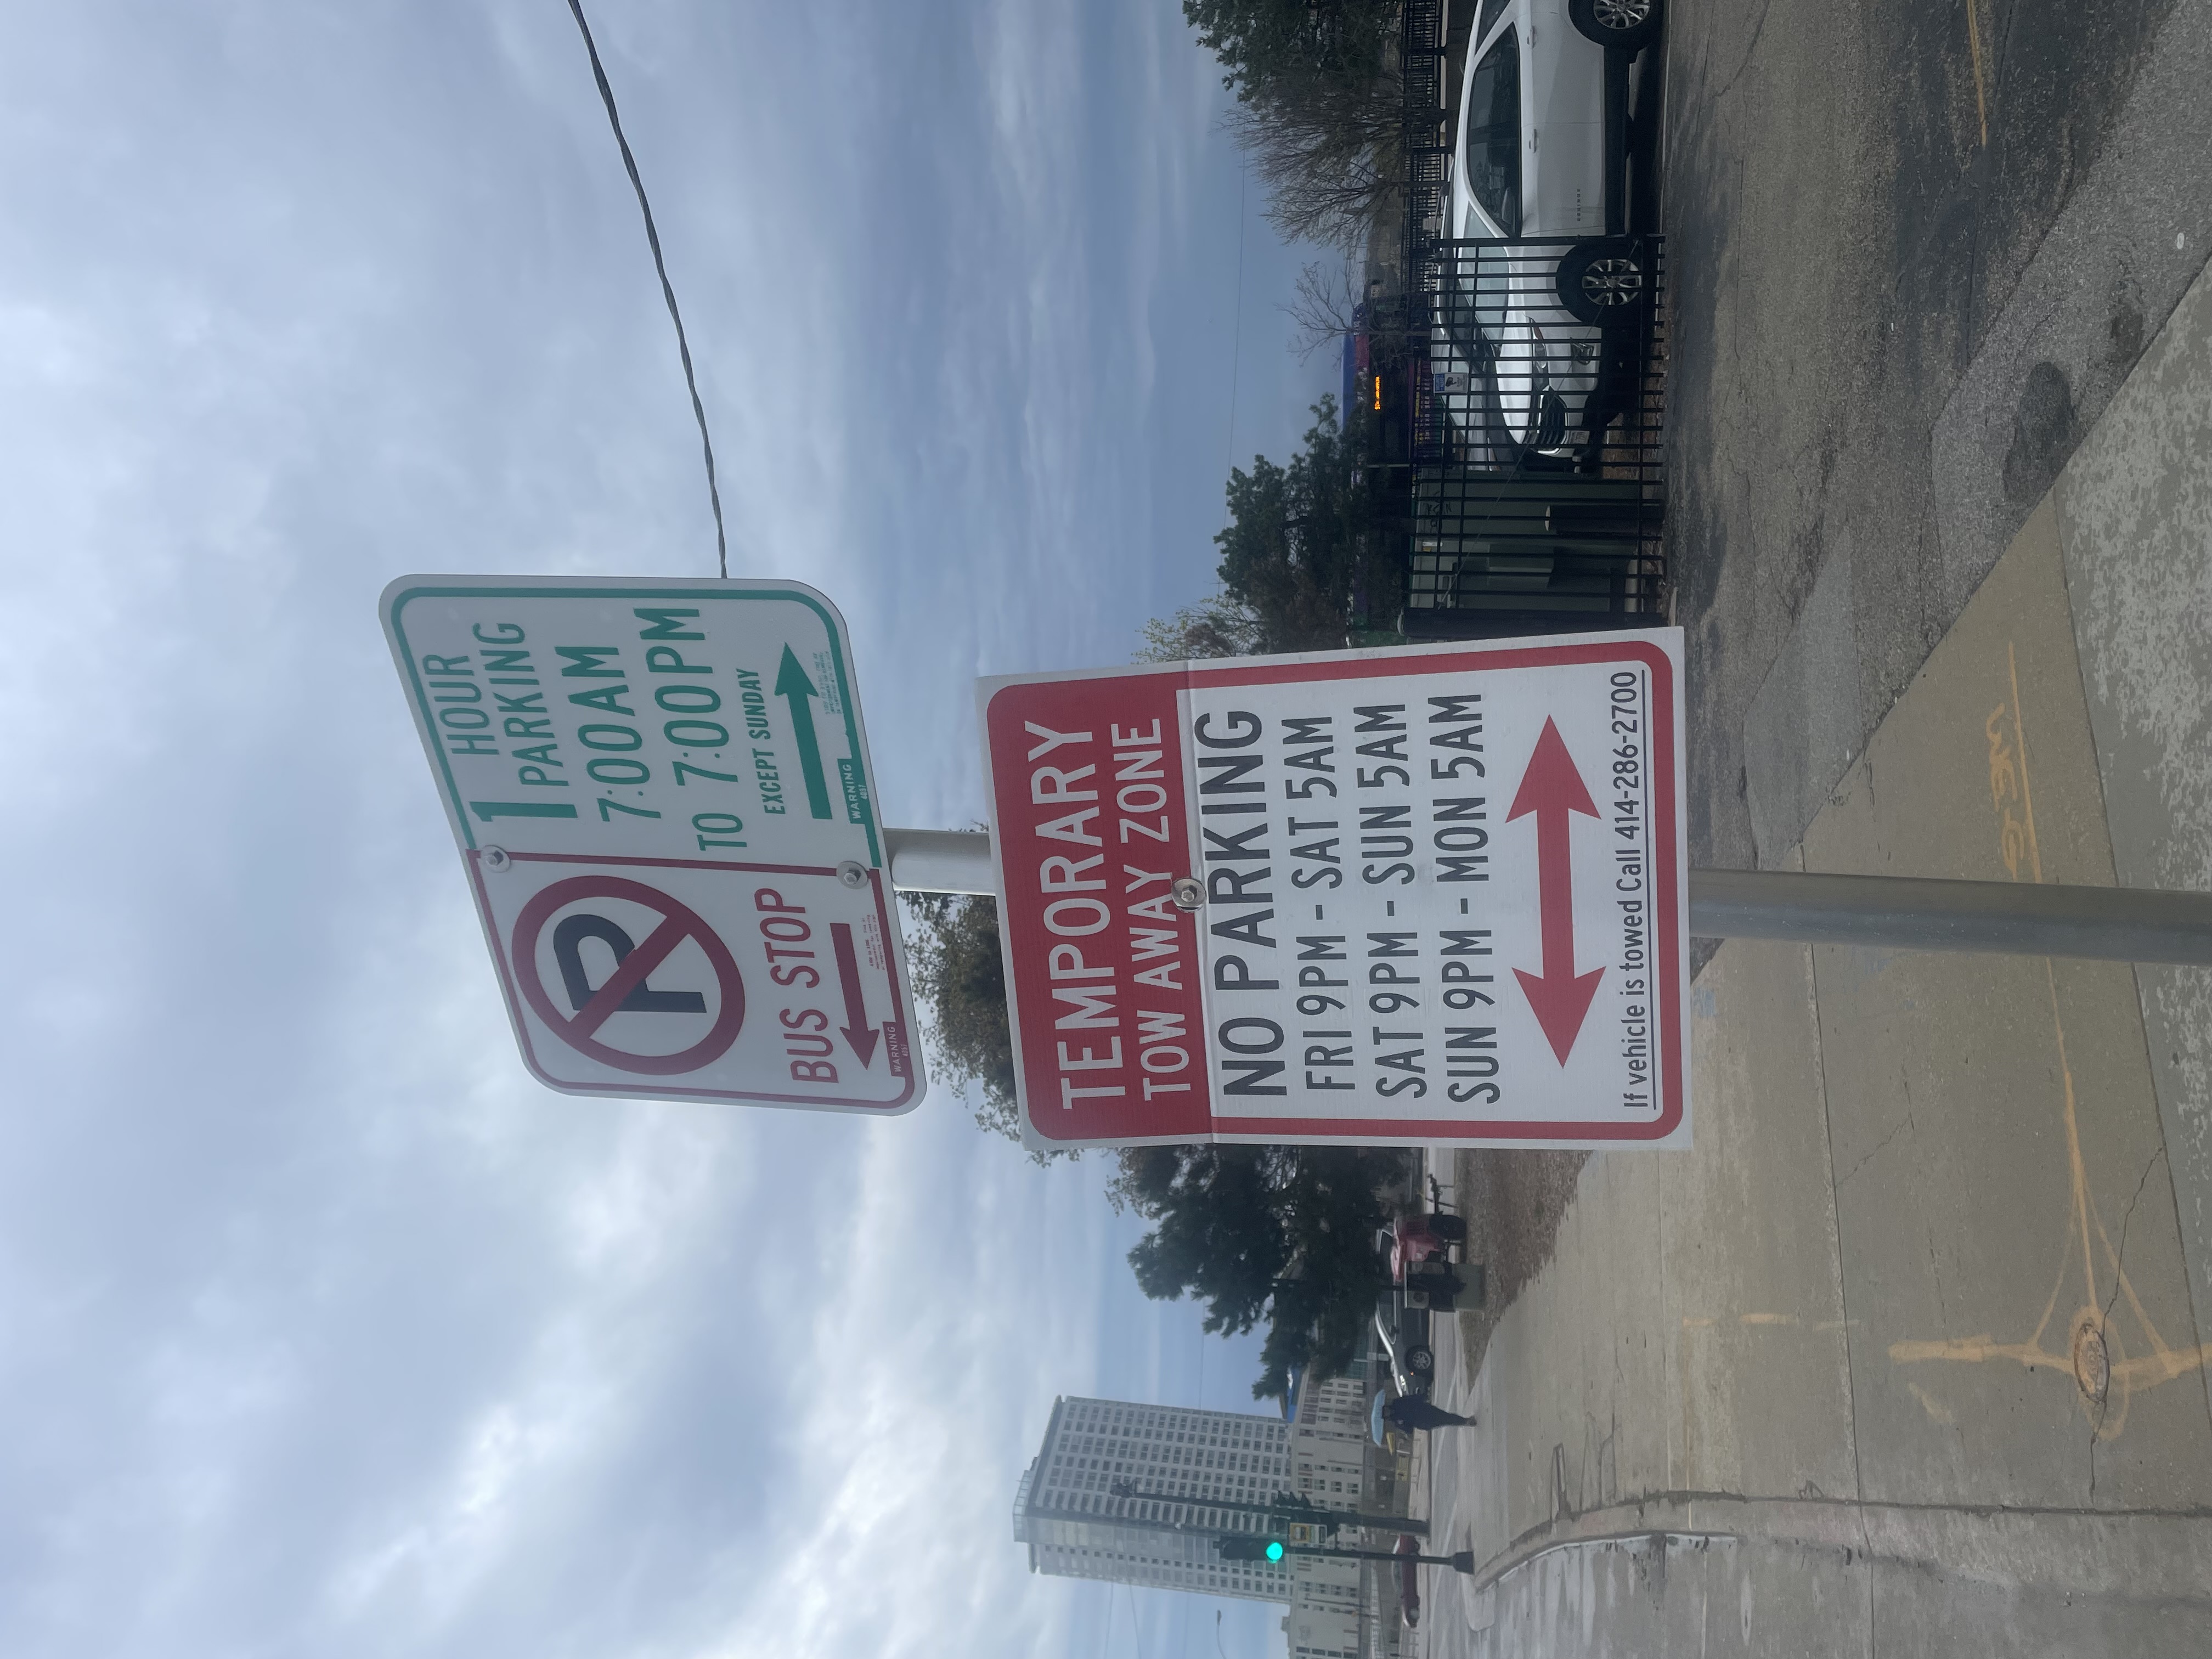 P
BUS STOP
WARNING
4057
HOUR
1 PARKING
7:00AM
TO 7:00PM
EXCEPT SUNDAY
WARNING
4057
TEMPORARY
TOW AWAY ZONE
NO PARKING
FRI 9PM - SAT 5AM
SAT 9PM - SUN 5AM
SUN 9PM - MON 5AM
If vehicle is towed Call 414-286-2700